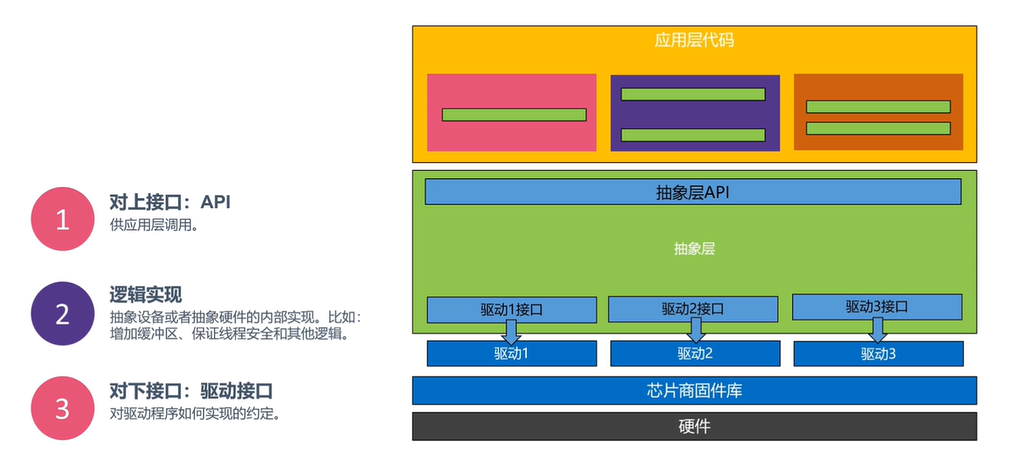 1
对上接口：API
供应用层调用。
2
逻辑实现
抽象设备或者抽象硬件的内部实现。比如：
增加缓冲区、保证线程安全和其他逻辑。
3
对下接口：驱动接口
对驱动程序如何实现的约定。
应用层代码
抽象层API
抽象层
驱动1接口
驱动2接口
驱动3接口
驱动1
驱动2
驱动3
芯片商固件库
硬件